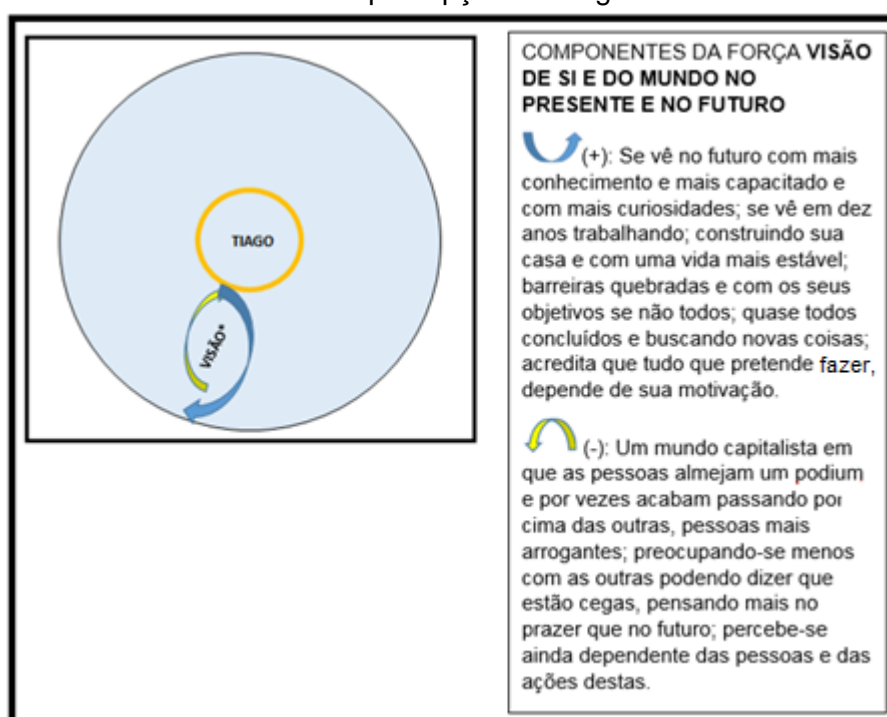 TIAGO
VISÃO*
COMPONENTES DA FORÇA VISÃO
DE SI E DO MUNDO NO
PRESENTE E NO FUTURO
(+): Se vê no futuro com mais
conhecimento e mais capacitado e
com mais curiosidades; se vê em dez
anos trabalhando; construindo sua
casa e com uma vida mais estável;
barreiras quebradas e com os seus
objetivos se não todos; quase todos
concluídos e buscando novas coisas;
acredita que tudo que pretende fazer,
depende de sua motivação.
(-): Um mundo capitalista em
que as pessoas almejam um podium
e por vezes acabam passando por
cima das outras, pessoas mais
arrogantes; preocupando-se menos
com as outras podendo dizer que
estão cegas, pensando mais no
prazer que no futuro; percebe-se
ainda dependente das pessoas e das
ações destas.